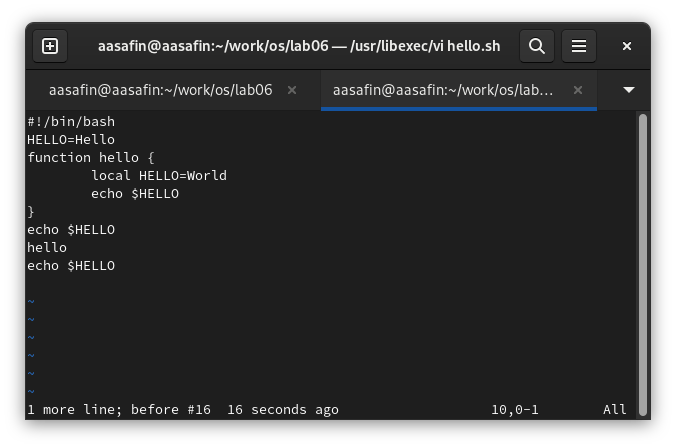 aasafin@aasafin:~/work/os/lab06 — /usr/libexec/vi hello.sh
aasafin@aasafin:~/work/os/lab06 × aasafin@aasafin:~/work/os/lab... ×
#!/bin/bash
HELLO=Hello
function hello {
        local HELLO=World
        echo $HELLO
}
echo $HELLO
hello
echo $HELLO
~
~
~
~
~
~
1 more line; before #16  16 seconds ago                   10,0-1        All